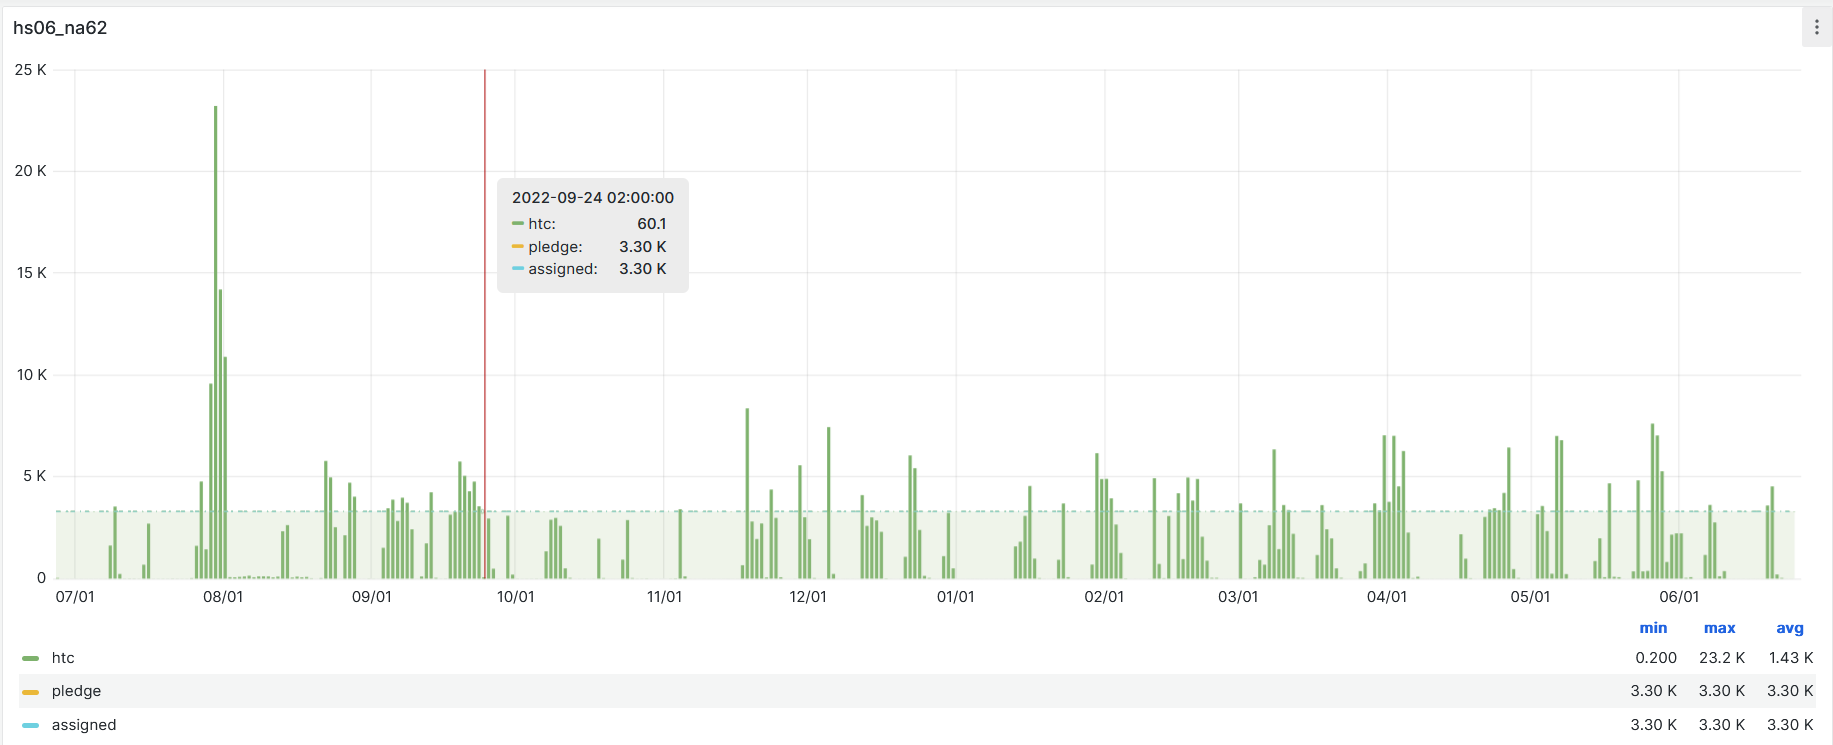 hs06_na62
25 K
20 K
15 K
10 K
5 K
0
2022-09-24 02:00:00
htc: 60.1
pledge: 3.30 K
assigned: 3.30 K
07/01 08/01 09/01 10/01 11/01 12/01 01/01 02/01 03/01 04/01 05/01 06/01
min max avg
htc 0.200 23.2 K 1.43 K
pledge 3.30 K 3.30 K 3.30 K
assigned 3.30 K 3.30 K 3.30 K